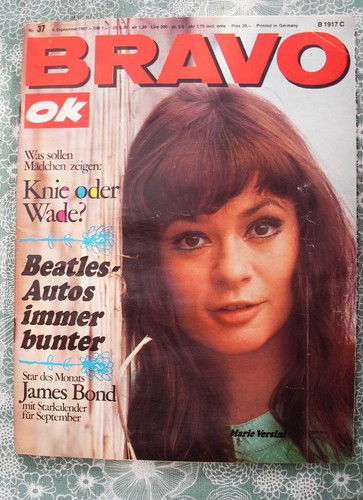 Nr. 37
Printed in Germany
B 1917 C
BRAVO
ok
Was sollen
Mädchen zeigen:
Knie oder
Wade?
Beatles-
Autos
immer
bunter
Star des Monats
James Bond
mit Starkalender
für September
Marie Versini